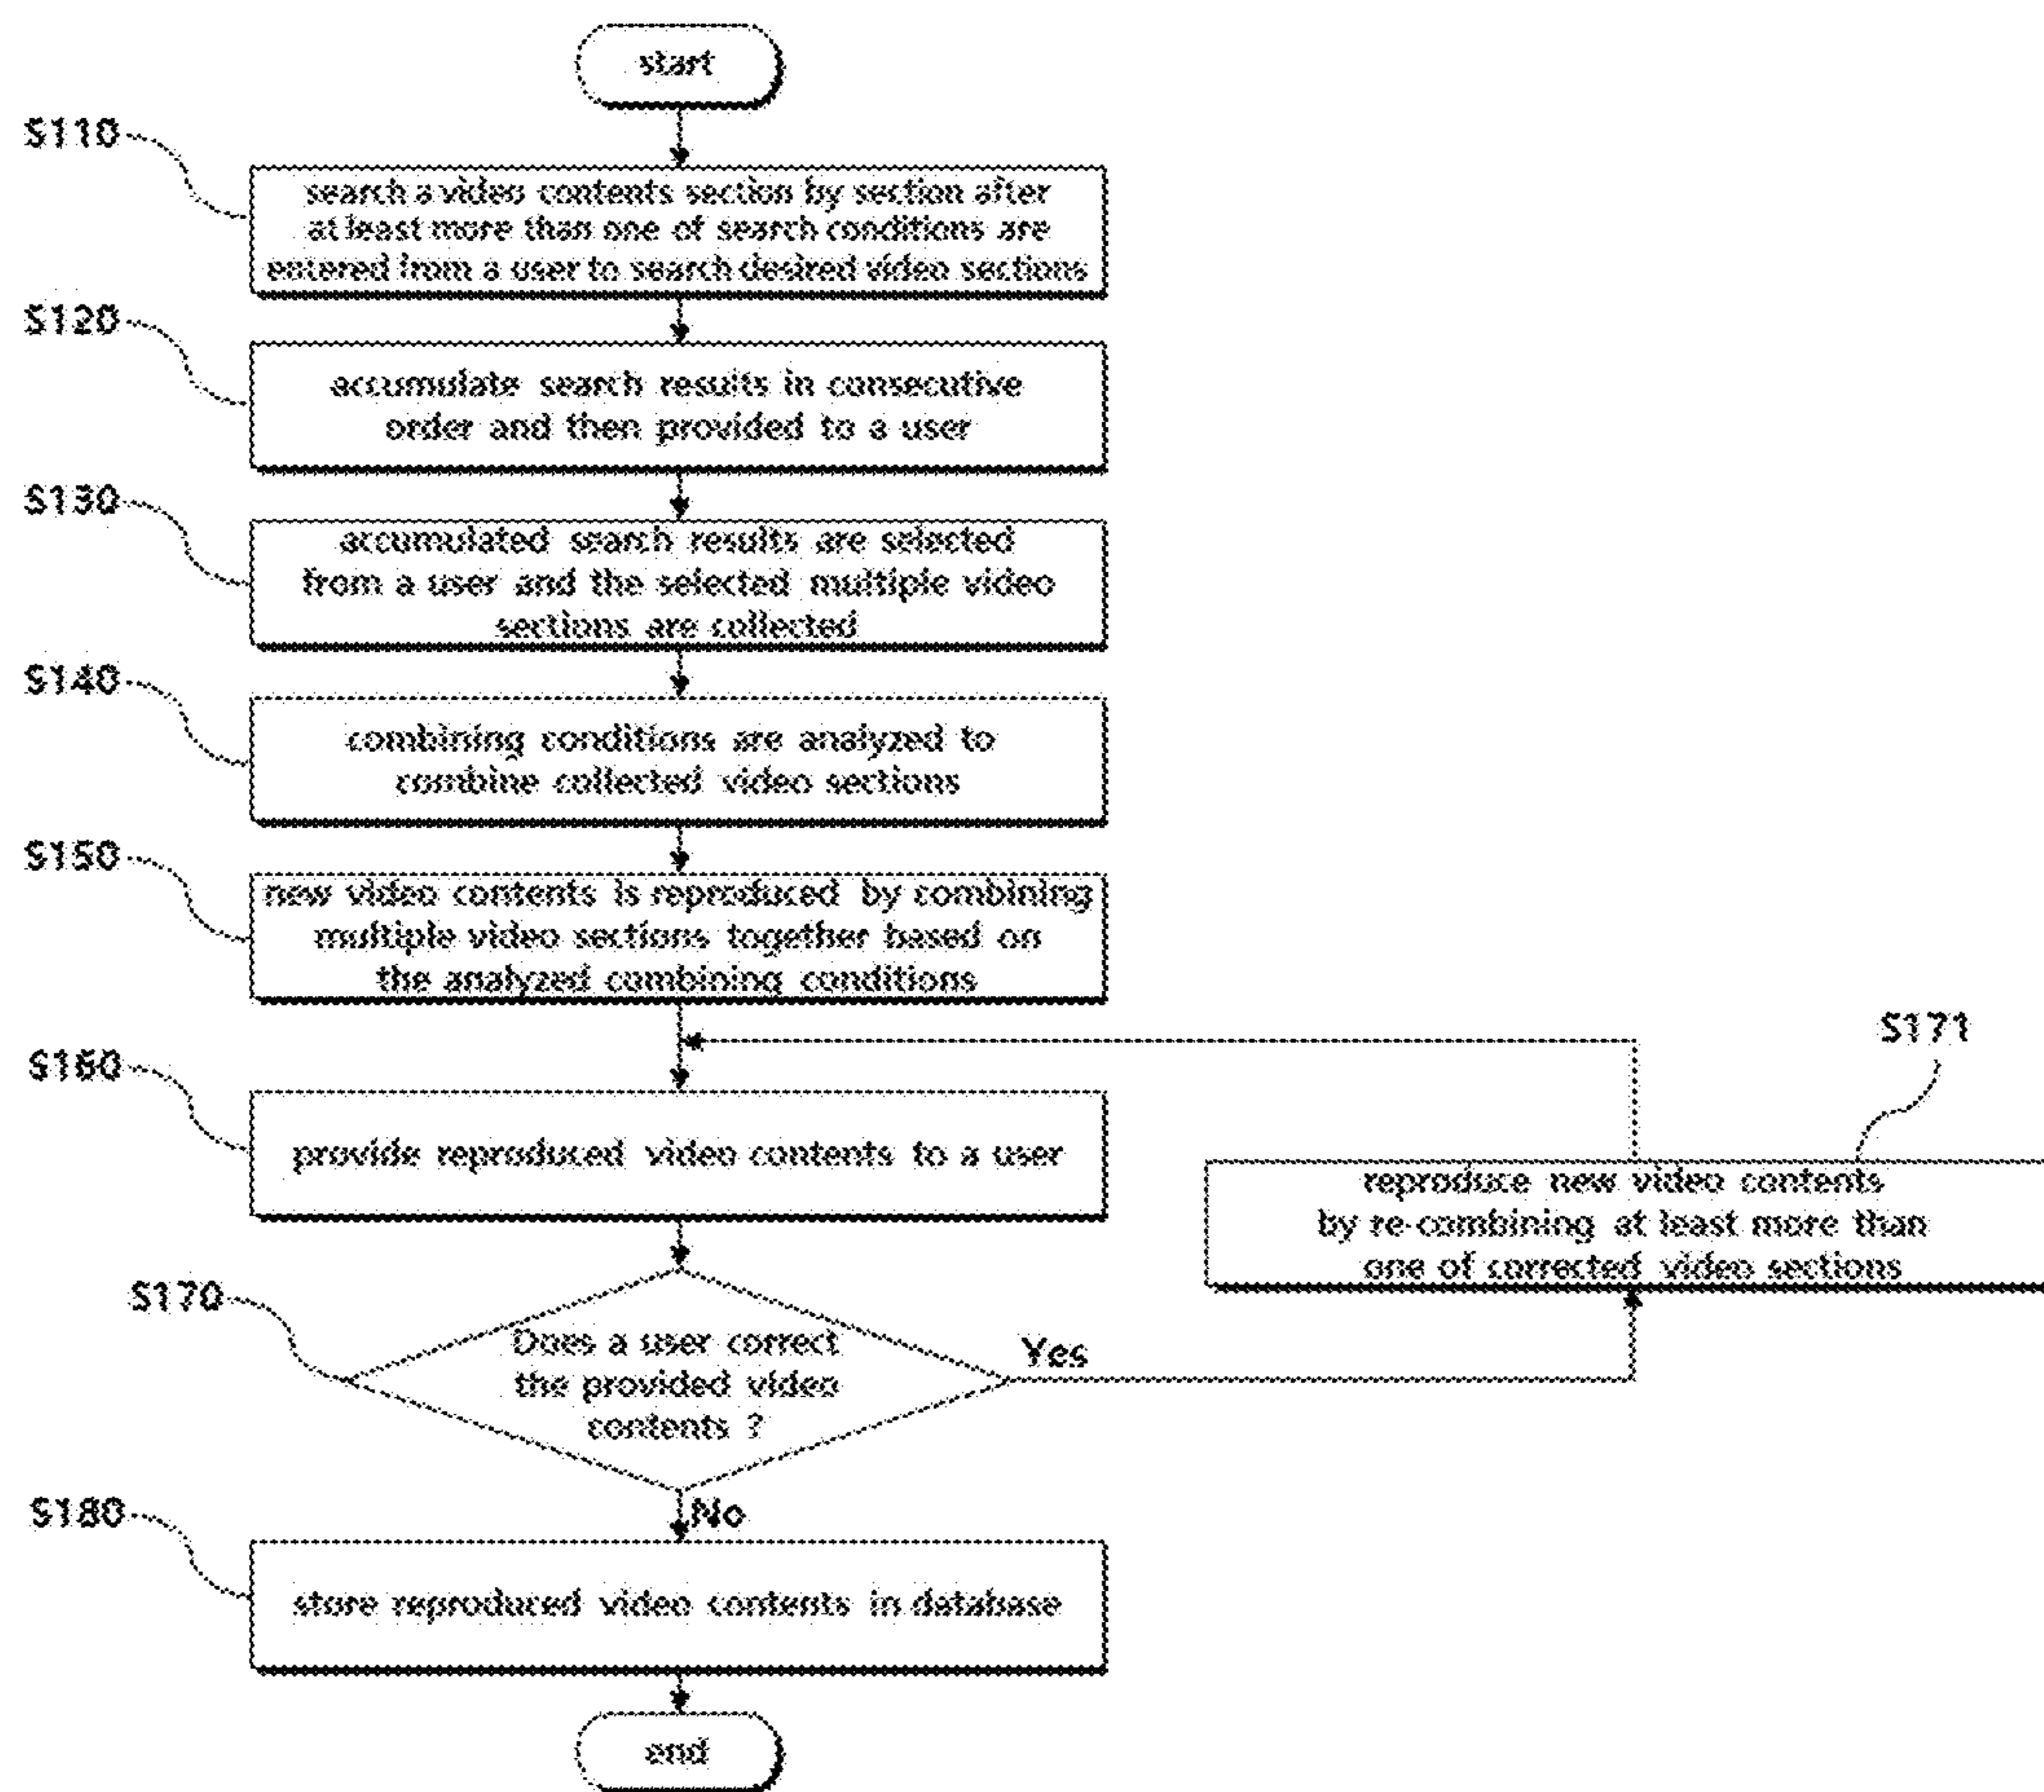 start
S110
search a video contents section by section after
at least more than one of search conditions are
entered from a user to search desired video sections
S120
accumulate search results in consecutive
order and then provided to a user
S130
accumulated search results are selected
from a user and the selected multiple video
sections are collected
S140
combining conditions are analyzed to
combine collected video sections
S150
new video contents is reproduced by combining
multiple video sections together based on
the analyzed combining conditions
S160
provide reproduced video contents to a user
S171
reproduce new video contents
by re-combining at least more than
one of corrected video sections
S170
Does a user correct
the provided video
contents ?
Yes
No
S180
store reproduced video contents in database
end